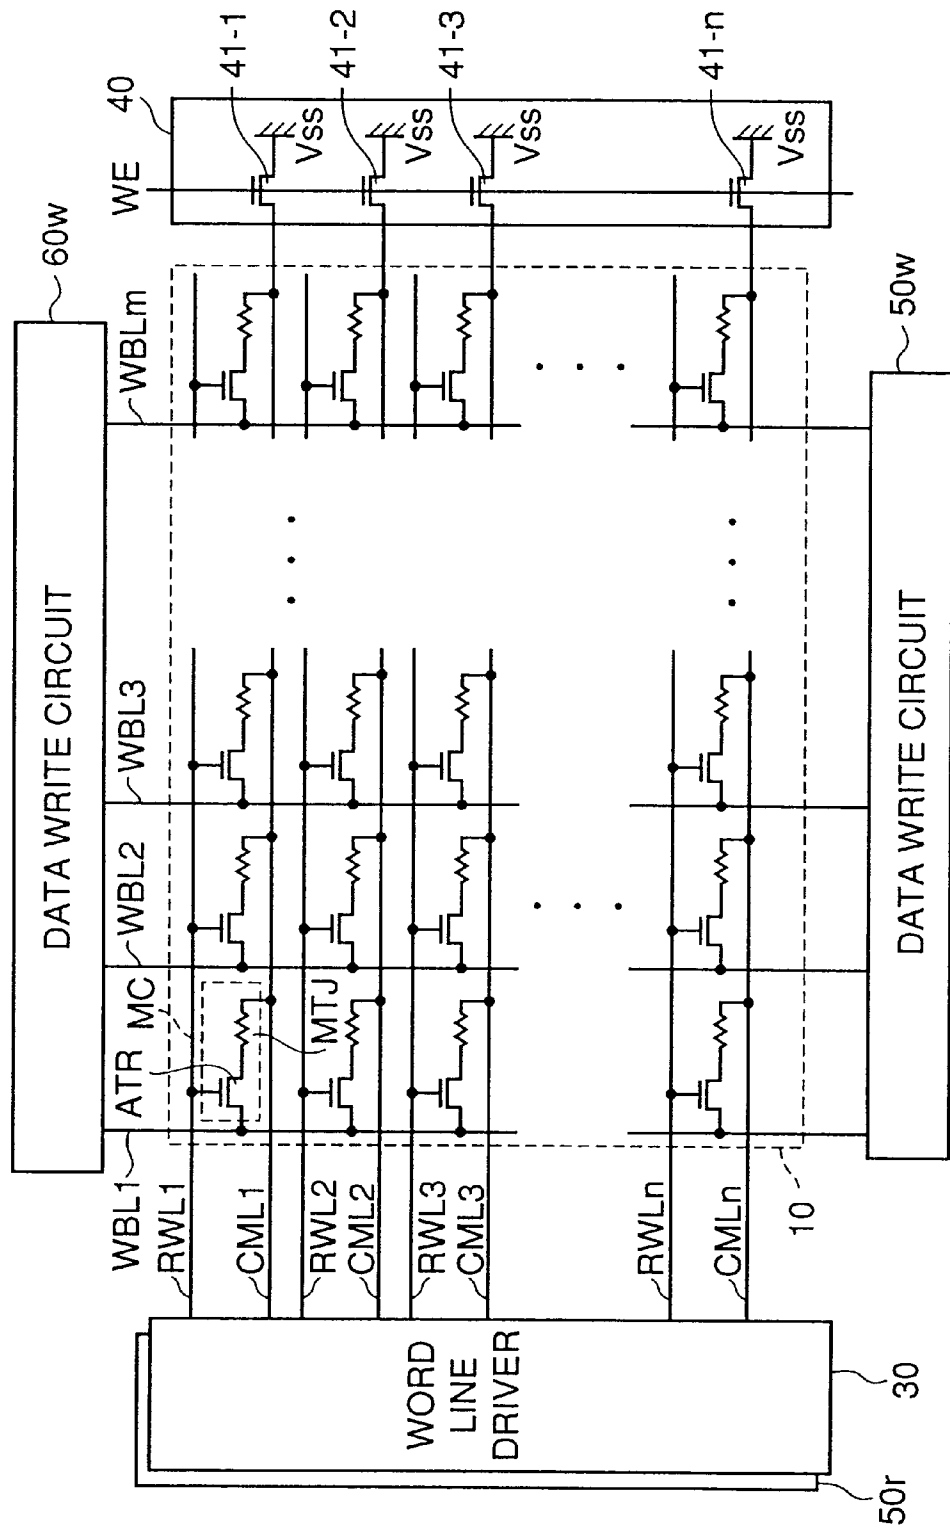 DATA WRITE CIRCUIT
60w
WBL1
WBL2
WBL3
WBLm
ATR
MC
MTJ
RWL1
CML1
RWL2
CML2
RWL3
CML3
RWLn
CMLn
WE
40
41-1
41-2
41-3
41-n
Vss
Vss
Vss
Vss
WORD
LINE
DRIVER
30
50r
10
DATA WRITE CIRCUIT
50w